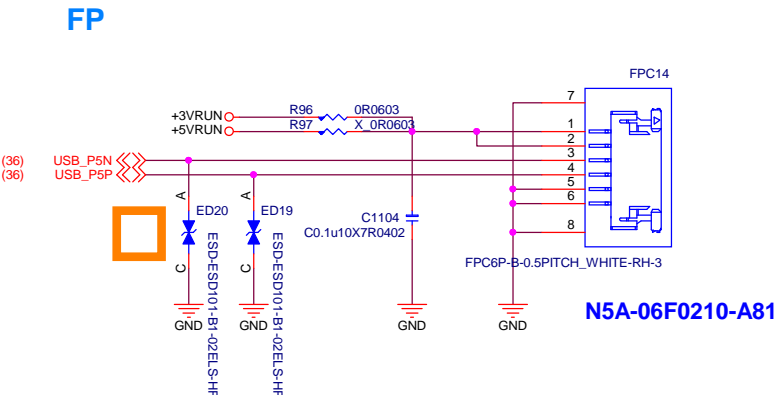 FP
FPC14
7
+3VRUN
R96
0R0603
+5VRUN
R97
X_0R0603
1
2
(36)
USB_P5N
3
(36)
USB_P5P
4
5
6
A
A
ED20
ED19
C1104
C0.1u10X7R0402
8
C
C
ESD-ESD101-B1-02ELS-HF
ESD-ESD101-B1-02ELS-HF
FPC6P-B-0.5PITCH_WHITE-RH-3
GND
GND
GND
GND
N5A-06F0210-A81